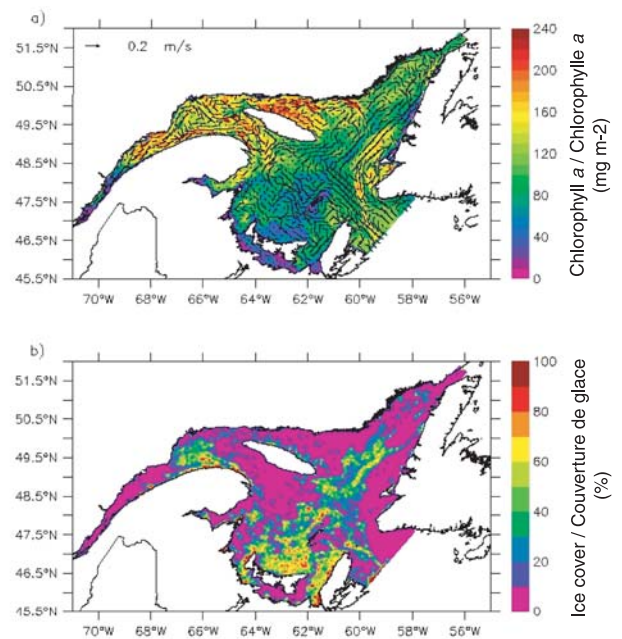 a)
0.2 m/s
51.5°N
50.5°N
49.5°N
48.5°N
47.5°N
46.5°N
45.5°N
70°W 68°W 66°W 64°W 62°W 60°W 58°W 56°W
240
200
160
120
80
40
0
Chlorophyll a / Chlorophylle a
(mg m-2)
b)
51.5°N
50.5°N
49.5°N
48.5°N
47.5°N
46.5°N
45.5°N
70°W 68°W 66°W 64°W 62°W 60°W 58°W 56°W
100
80
60
40
20
0
Ice cover / Couverture de glace
(%)